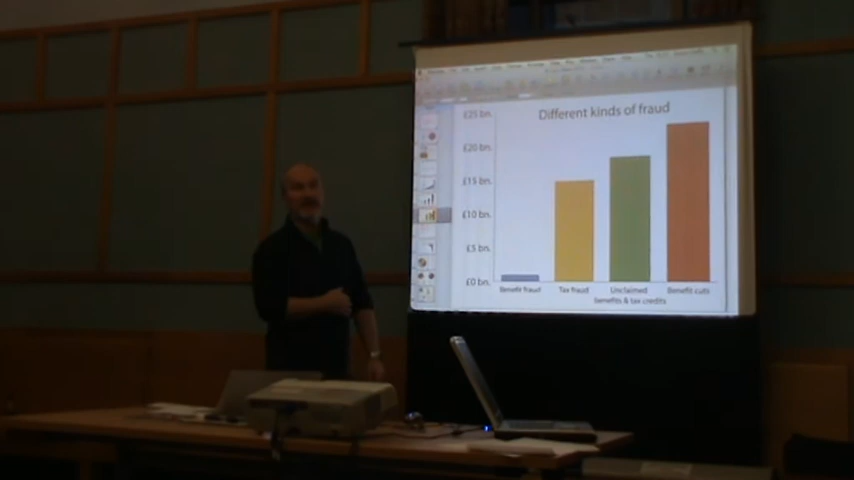 Different kinds of fraud
£25 bn.
£20 bn.
£15 bn.
£10 bn.
£5 bn.
£0 bn.
Benefit fraud
Tax fraud
Unclaimed
benefits & tax credits
Benefit cuts